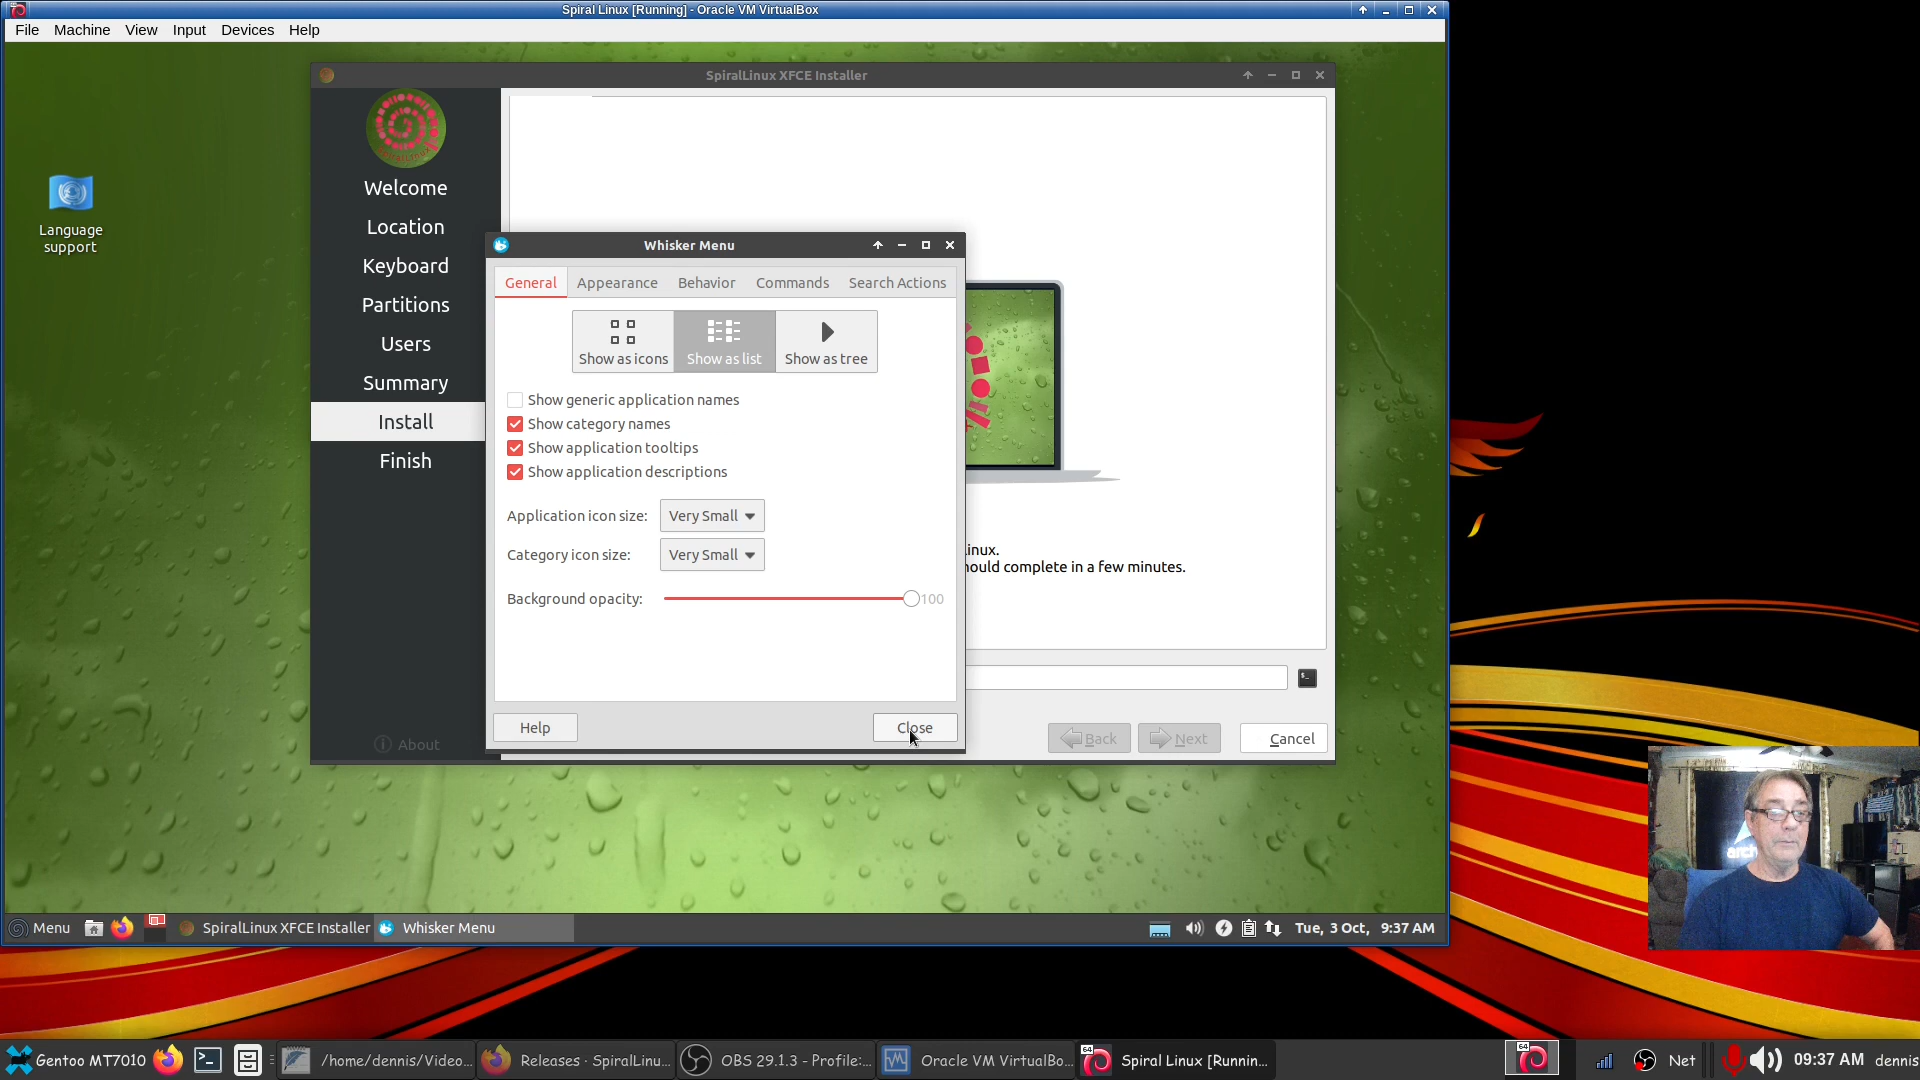 Spiral Linux [Running] - Oracle VM VirtualBox
File Machine View Input Devices Help
SpiralLinux XFCE Installer
SPIRALLINUX
Language
support
Welcome
Location
Keyboard
Partitions
Users
Summary
Install
Finish
About
Whisker Menu
General Appearance Behavior Commands Search Actions
Show as icons Show as list Show as tree
Show generic application names
Show category names
Show application tooltips
Show application descriptions
Application icon size: Very Small
Category icon size: Very Small
Background opacity: 100
Help Close
inux.
ould complete in a few minutes.
Back Next Cancel
arch
Menu SpiralLinux XFCE Installer Whisker Menu Tue, 3 Oct, 9:37 AM
Gentoo MT7010 /home/dennis/Video... Releases · SpiralLinu... OBS 29.1.3 - Profile:... 64 Oracle VM VirtualBo... Spiral Linux [Runnin... 64 Net 09:37 AM dennis